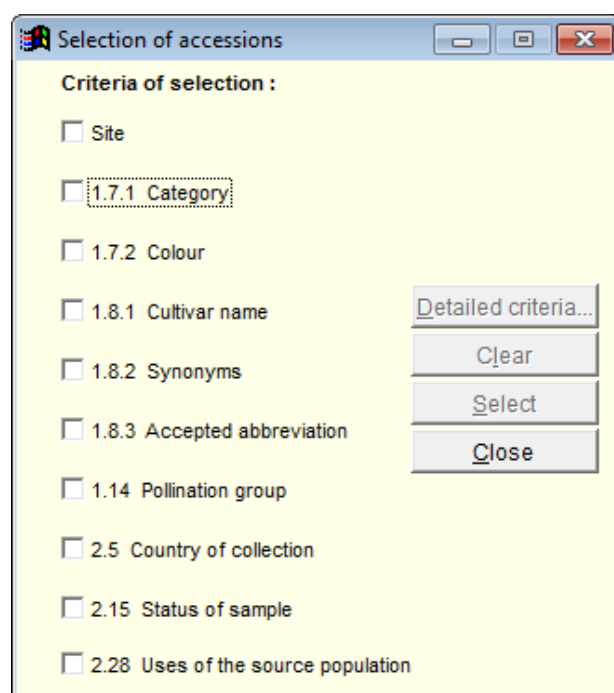 Selection of accessions
Criteria of selection :
Site
1.7.1 Category
1.7.2 Colour
1.8.1 Cultivar name
1.8.2 Synonyms
1.8.3 Accepted abbreviation
1.14 Pollination group
2.5 Country of collection
2.15 Status of sample
2.28 Uses of the source population
Detailed criteria...
Clear
Select
Close